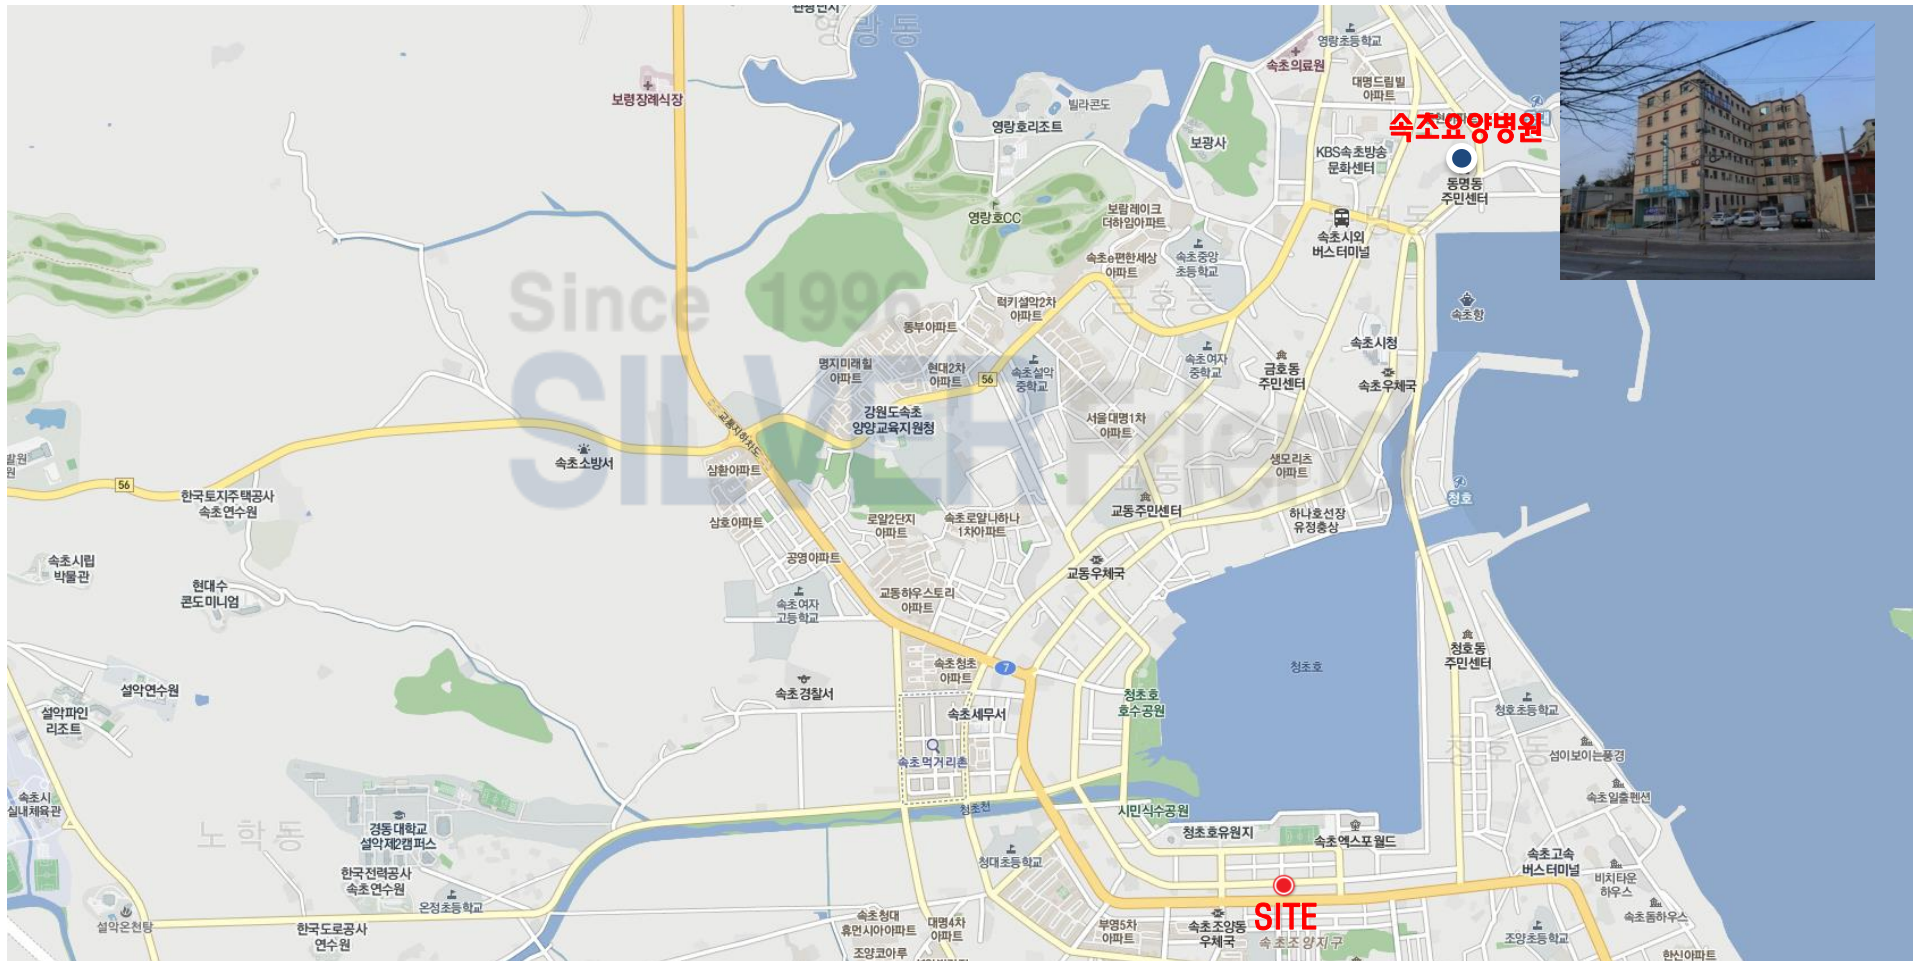 영랑동
영랑초등학교
속초의료원
대명드림빌
아파트
보령장례식장
빌라콘도
영랑호리조트
속초요양병원
보광사
KBS속초방송
문화센터
동명동
주민센터
영랑호CC
보람레이크
더하임아파트
속초시외
버스터미널
속초e편한세상
아파트
속초중앙
초등학교
금호동
Since 1996
럭키설악2차
아파트
동부아파트
속초항
속초시청
명지미래힐
아파트
현대2차
아파트
56
속초설악
중학교
속초여자
중학교
금호동
주민센터
속초우체국
SILVER Friend
강원도속초
양양교육지원청
서울대명1차
아파트
교동지하차도
속초소방서
삼환아파트
생모리츠
아파트
교동
56
한국토지주택공사
속초연수원
청호
교동주민센터
하나호선장
유정충상
삼호아파트
로얄2단지
아파트
속초로얄나하나
1차아파트
속초시립
박물관
공영아파트
교동우체국
현대수
콘도미니엄
속초여자
고등학교
교동하우스토리
아파트
청호동
주민센터
7
속초청초
아파트
청초호
설악연수원
속초경찰서
청초호
호수공원
설악파인
리조트
속초세무서
청호초등학교
속초먹거리촌
청호동
섬이보이는풍경
속초시
실내체육관
청초천
시민식수공원
속초일출펜션
노학동
경동대학교
설악제2캠퍼스
청초호유원지
속초엑스포월드
한국전력공사
속초연수원
청대초등학교
속초고속
버스터미널
비치타운
하우스
온정초등학교
설악온천탕
한국도로공사
연수원
속초청대
휴먼시아아파트
대명4차
아파트
부영5차
아파트
속초조양동
우체국
SITE
속초조양지구
속초돔하우스
조양초등학교
조양코아루
한신아파트